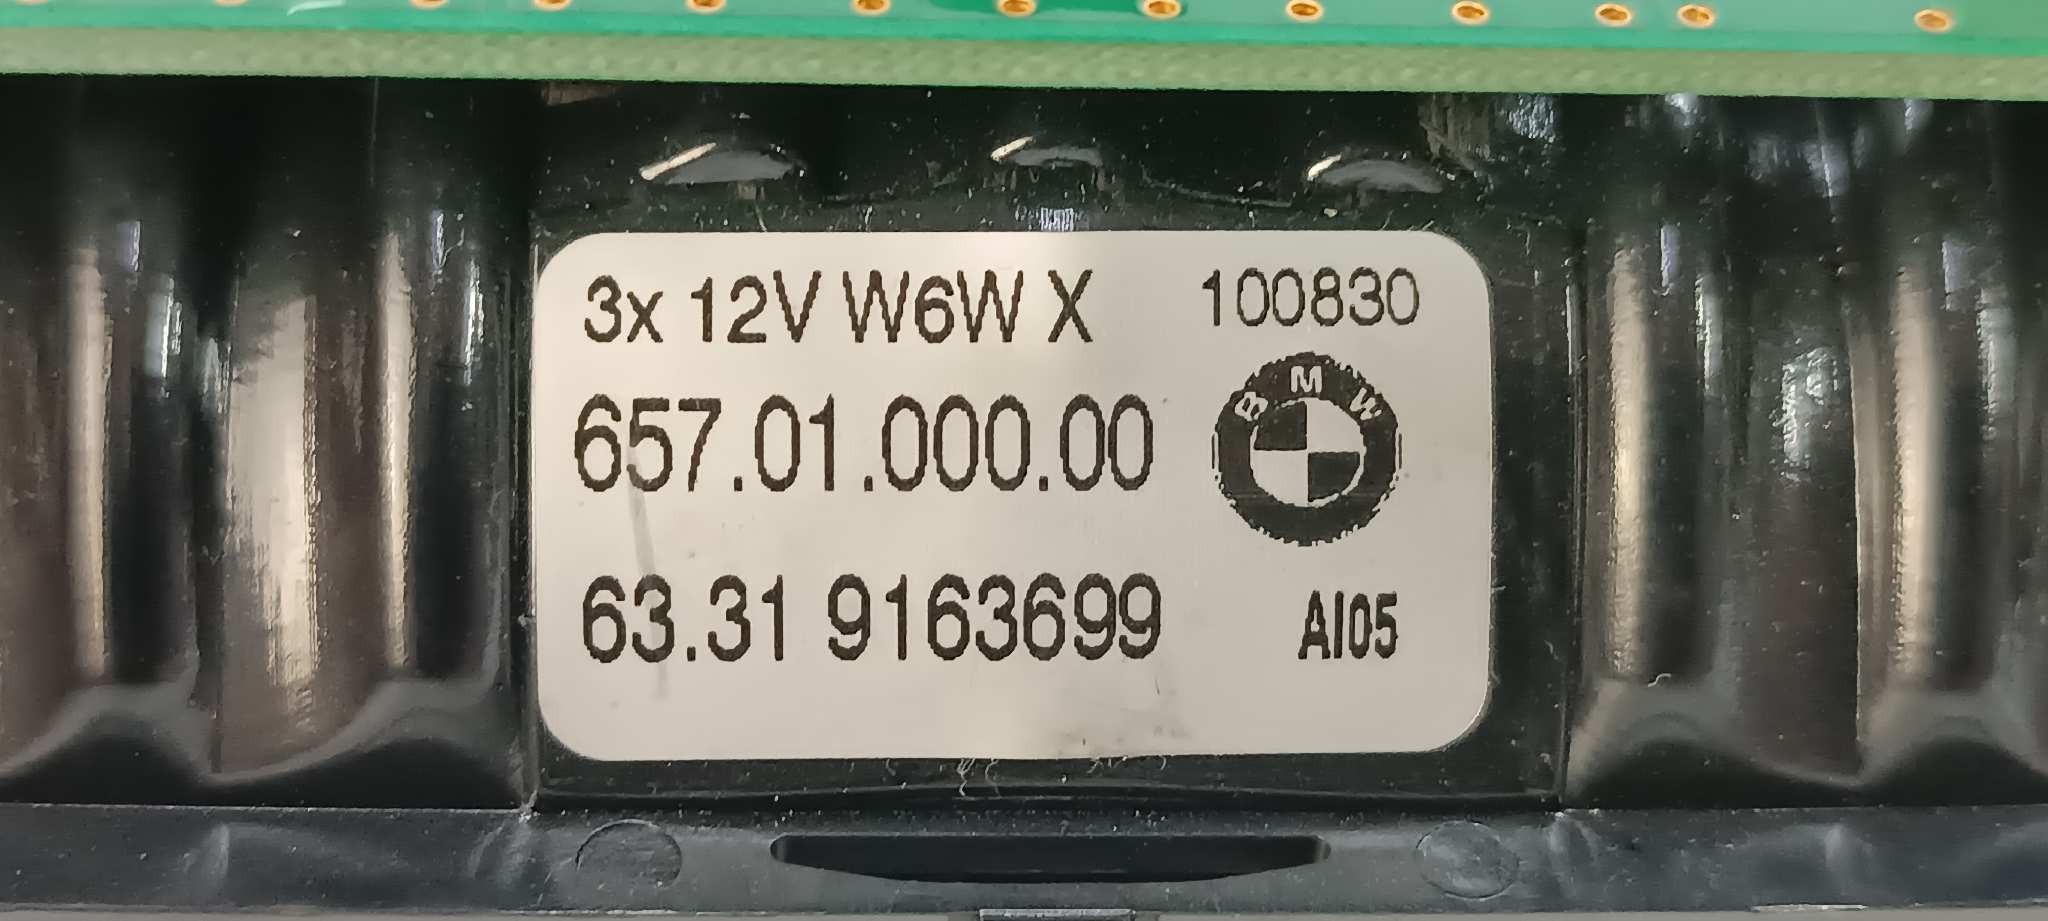 3x 12V W6W X 100830
657.01.000.00
BMW
63.31 9163699 AI05